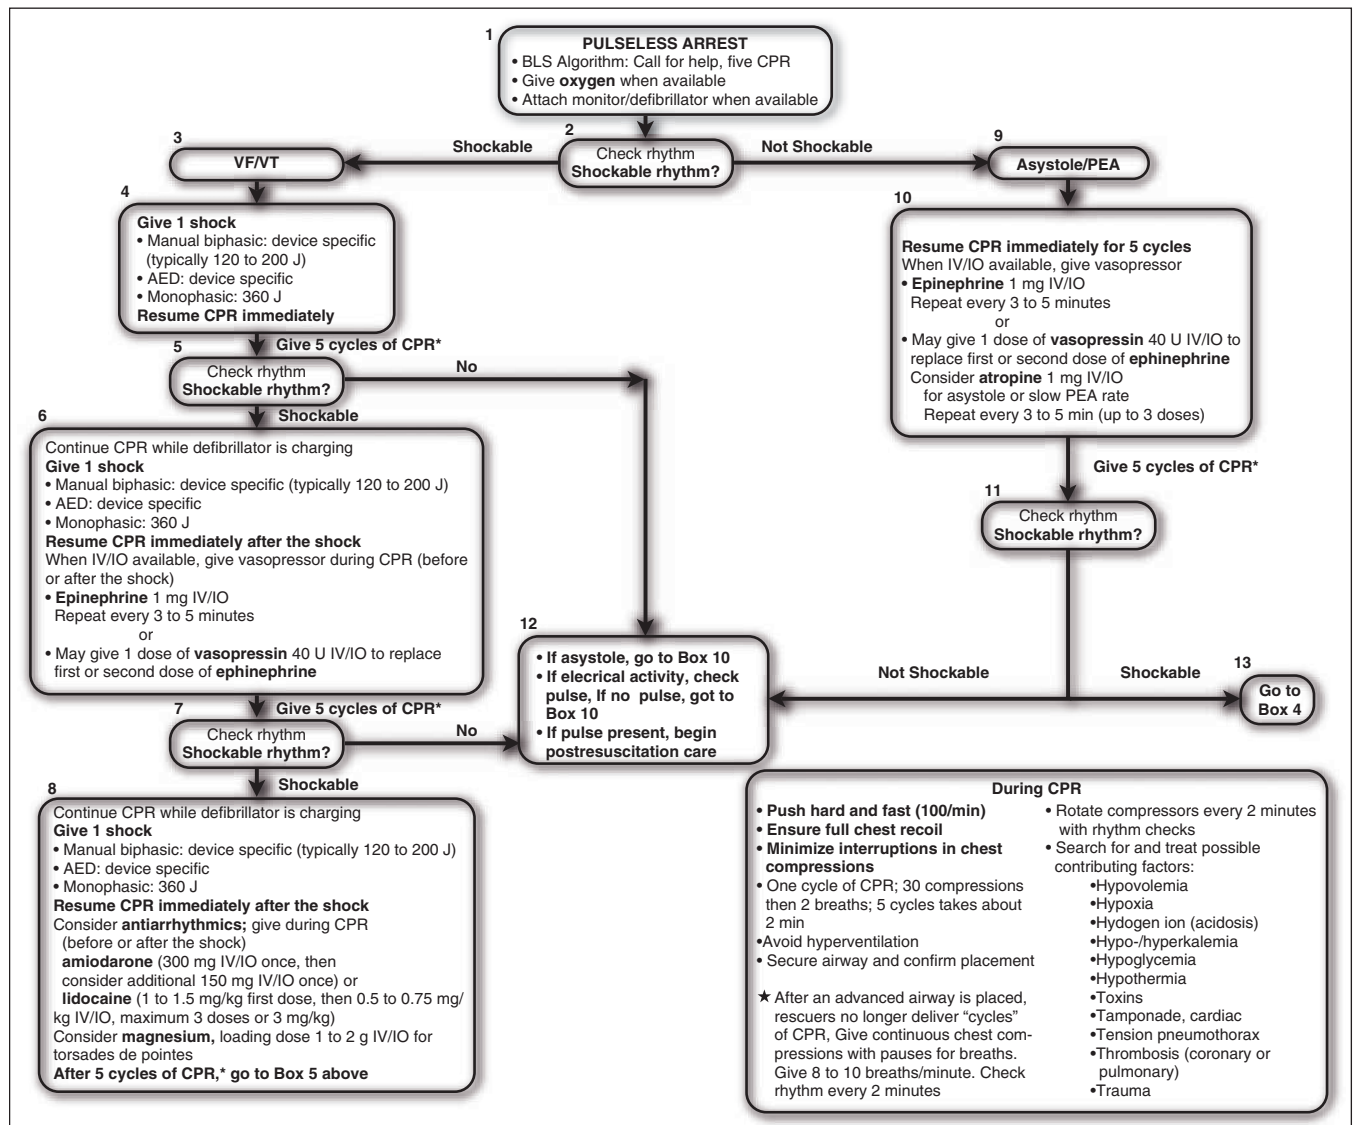 1
PULSELESS ARREST
• BLS Algorithm: Call for help, five CPR
• Give oxygen when available
• Attach monitor/defibrillator when available
2
Check rhythm
Shockable rhythm?
Shockable
Not Shockable
3
VF/VT
4
Give 1 shock
• Manual biphasic: device specific
(typically 120 to 200 J)
• AED: device specific
• Monophasic: 360 J
Resume CPR immediately
Give 5 cycles of CPR*
5
Check rhythm
Shockable rhythm?
No
Shockable
6
Continue CPR while defibrillator is charging
Give 1 shock
• Manual biphasic: device specific (typically 120 to 200 J)
• AED: device specific
• Monophasic: 360 J
Resume CPR immediately after the shock
When IV/IO available, give vasopressor during CPR (before
or after the shock)
• Epinephrine 1 mg IV/IO
Repeat every 3 to 5 minutes
or
• May give 1 dose of vasopressin 40 U IV/IO to replace
first or second dose of ephinephrine
Give 5 cycles of CPR*
7
Check rhythm
Shockable rhythm?
No
Shockable
8
Continue CPR while defibrillator is charging
Give 1 shock
• Manual biphasic: device specific (typically 120 to 200 J)
• AED: device specific
• Monophasic: 360 J
Resume CPR immediately after the shock
Consider antiarrhythmics; give during CPR
(before or after the shock)
amiodarone (300 mg IV/IO once, then
consider additional 150 mg IV/IO once) or
lidocaine (1 to 1.5 mg/kg first dose, then 0.5 to 0.75 mg/
kg IV/IO, maximum 3 doses or 3 mg/kg)
Consider magnesium, loading dose 1 to 2 g IV/IO for
torsades de pointes
After 5 cycles of CPR,* go to Box 5 above
9
Asystole/PEA
10
Resume CPR immediately for 5 cycles
When IV/IO available, give vasopressor
• Epinephrine 1 mg IV/IO
Repeat every 3 to 5 minutes
or
• May give 1 dose of vasopressin 40 U IV/IO to
replace first or second dose of ephinephrine
Consider atropine 1 mg IV/IO
for asystole or slow PEA rate
Repeat every 3 to 5 min (up to 3 doses)
Give 5 cycles of CPR*
11
Check rhythm
Shockable rhythm?
Not Shockable
Shockable
12
• If asystole, go to Box 10
• If elecrical activity, check
pulse, If no pulse, got to
Box 10
• If pulse present, begin
postresuscitation care
13
Go to
Box 4
During CPR
• Push hard and fast (100/min)
• Ensure full chest recoil
• Minimize interruptions in chest
compressions
• One cycle of CPR; 30 compressions
then 2 breaths; 5 cycles takes about
2 min
•Avoid hyperventilation
• Secure airway and confirm placement
★ After an advanced airway is placed,
rescuers no longer deliver “cycles”
of CPR, Give continuous chest com-
pressions with pauses for breaths.
Give 8 to 10 breaths/minute. Check
rhythm every 2 minutes
• Rotate compressors every 2 minutes
with rhythm checks
• Search for and treat possible
contributing factors:
•Hypovolemia
•Hypoxia
•Hydogen ion (acidosis)
•Hypo-/hyperkalemia
•Hypoglycemia
•Hypothermia
•Toxins
•Tamponade, cardiac
•Tension pneumothorax
•Thrombosis (coronary or
pulmonary)
•Trauma